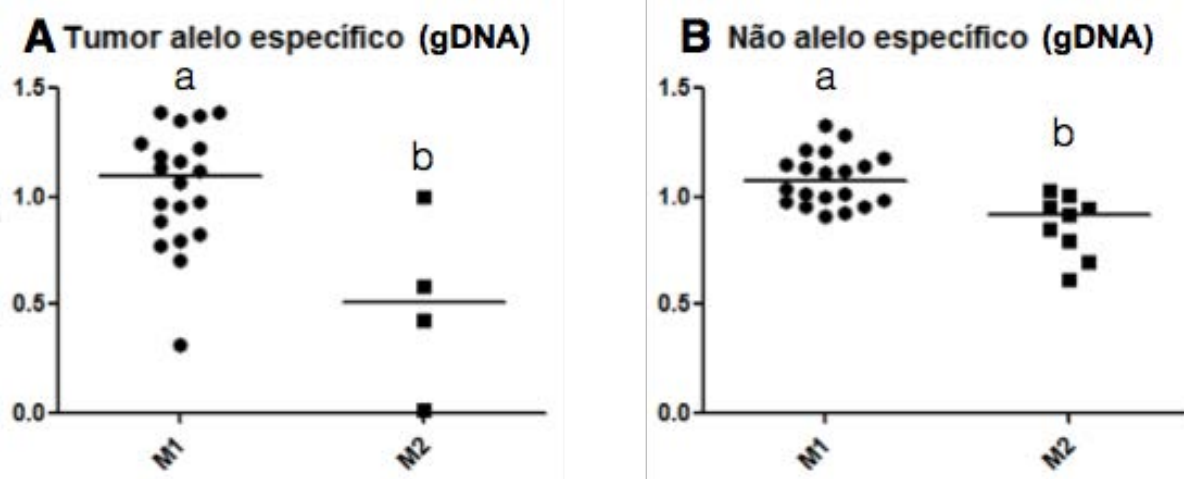 A Tumor alelo específico (gDNA)
a
b
1.5
1.0
0.5
0.0
M1
M2
B Não alelo específico (gDNA)
a
b
1.5
1.0
0.5
0.0
M1
M2